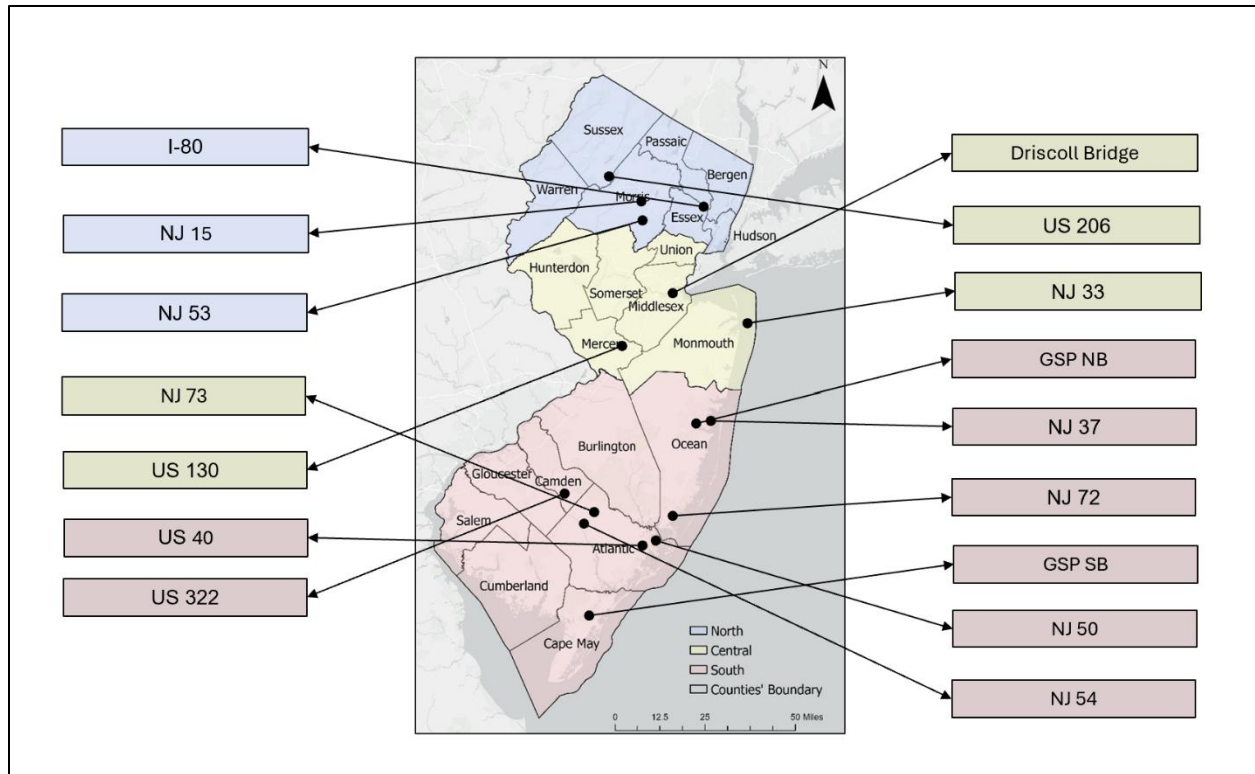 I-80
NJ 15
NJ 53
NJ 73
US 130
US 40
US 322
N
Sussex
Passaic
Bergen
Warren
Morris
Essex
Hudson
Union
Hunterdon
Somerset
Middlesex
Mercer
Monmouth
Ocean
Burlington
Gloucester
Camden
Salem
Atlantic
Cumberland
Cape May
North
Central
South
Counties' Boundary
0 12.5 25 50 Miles
Driscoll Bridge
US 206
NJ 33
GSP NB
NJ 37
NJ 72
GSP SB
NJ 50
NJ 54